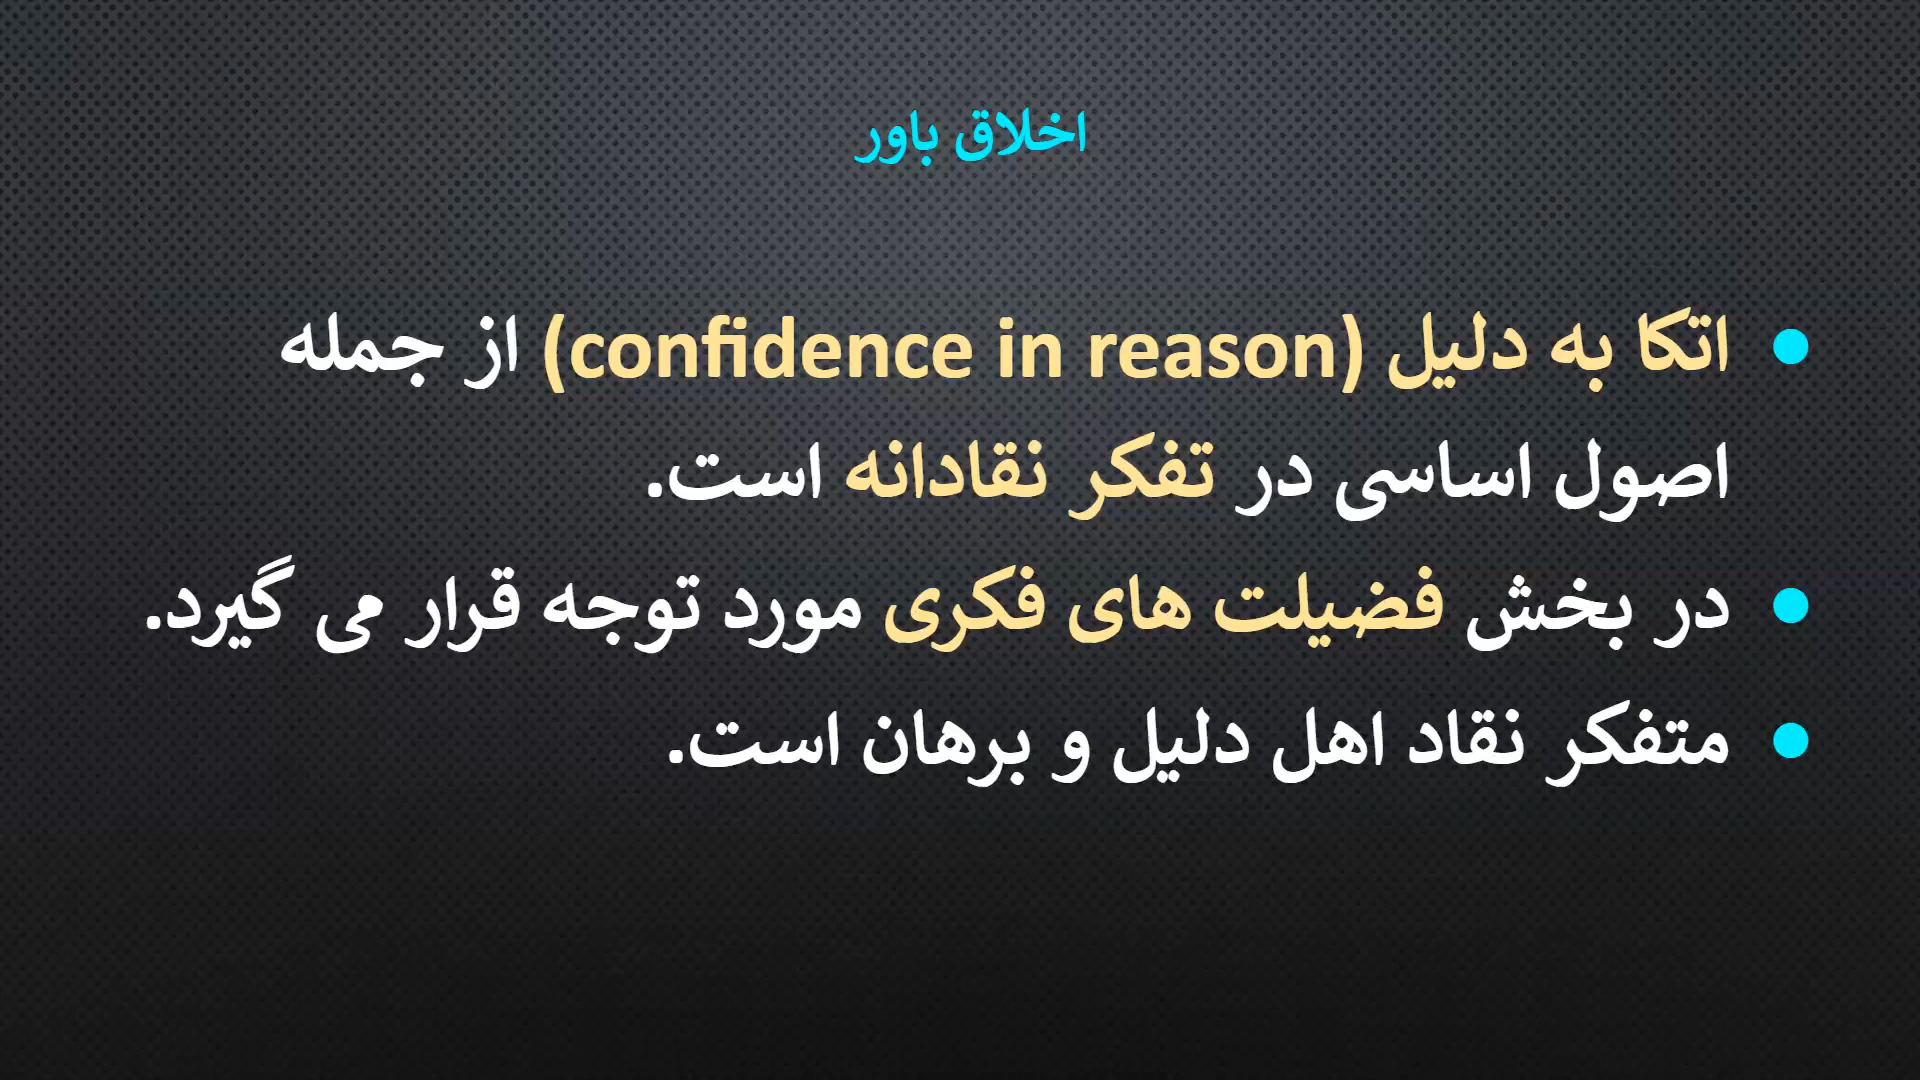 اخلاق باور
اتکا به دلیل (confidence in reason) از جمله
اصول اساسی در تفکر نقادانه است.
در بخش فضیلت های فکری مورد توجه قرار می گیرد.
متفکر نقاد اهل دلیل و برهان است.